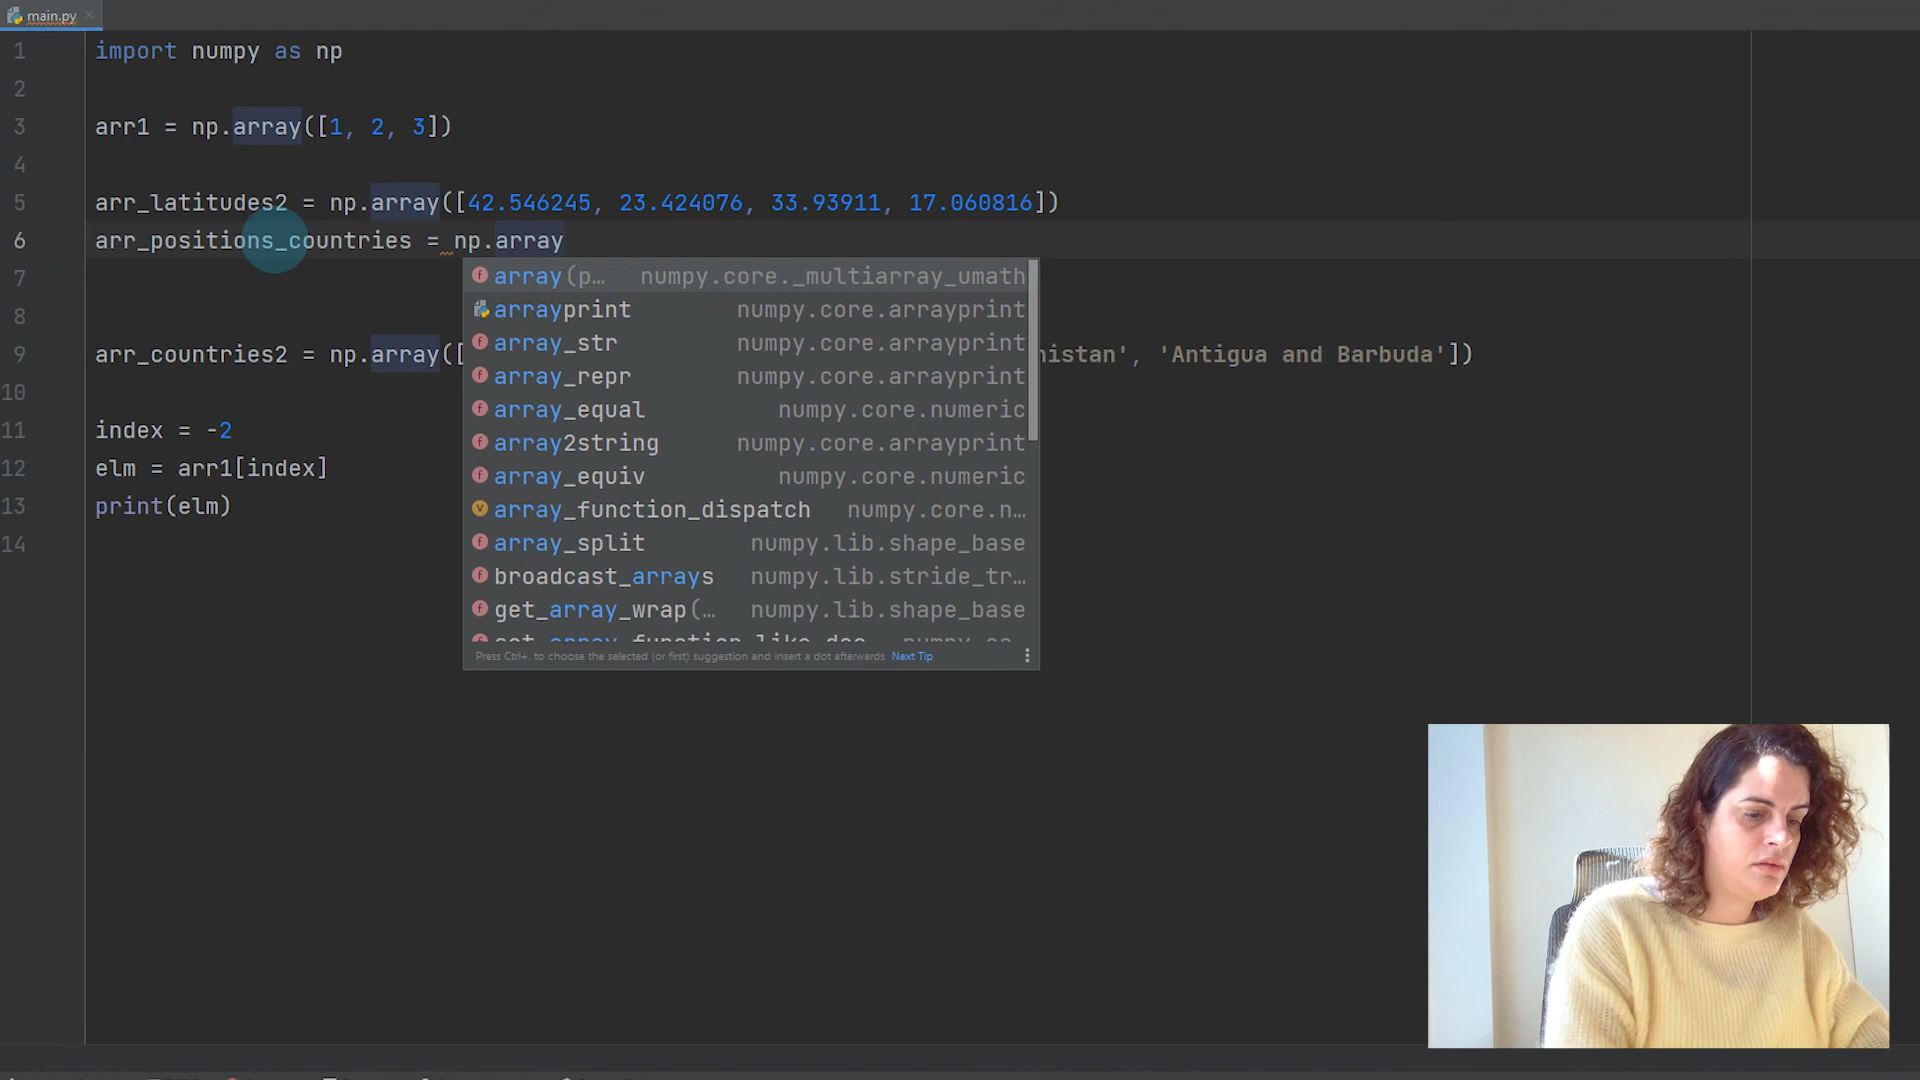 main.py
1 import numpy as np
2
3 arr1 = np.array([1, 2, 3])
4
5 arr_latitudes2 = np.array([42.546245, 23.424076, 33.93911, 17.060816])
6 arr_positions_countries = np.array
7
8
9 arr_countries2 = np.array([ nistan', 'Antigua and Barbuda'])
10
11 index = -2
12 elm = arr1[index]
13 print(elm)
14
array(p… numpy.core._multiarray_umath
arrayprint numpy.core.arrayprint
array_str numpy.core.arrayprint
array_repr numpy.core.arrayprint
array_equal numpy.core.numeric
array2string numpy.core.arrayprint
array_equiv numpy.core.numeric
array_function_dispatch numpy.core.n…
array_split numpy.lib.shape_base
broadcast_arrays numpy.lib.stride_tr…
get_array_wrap(… numpy.lib.shape_base
Press Ctrl+. to choose the selected (or first) suggestion and insert a dot afterwards Next Tip